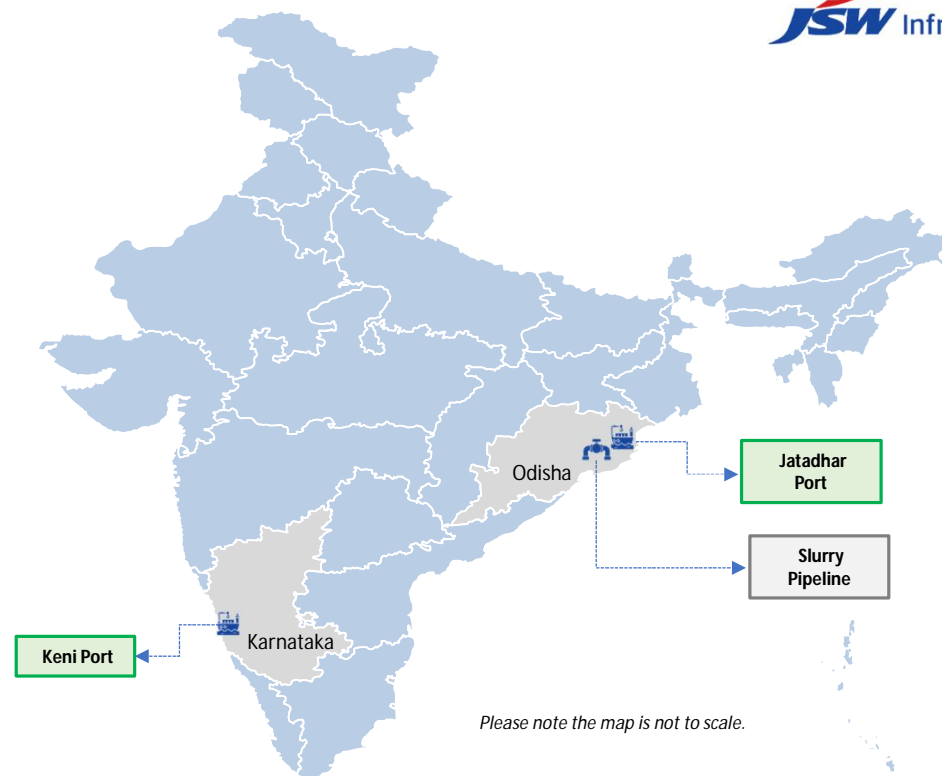 JSW Infr
Odisha
Jatadhar
Port
Slurry
Pipeline
Karnataka
Keni Port
Please note the map is not to scale.